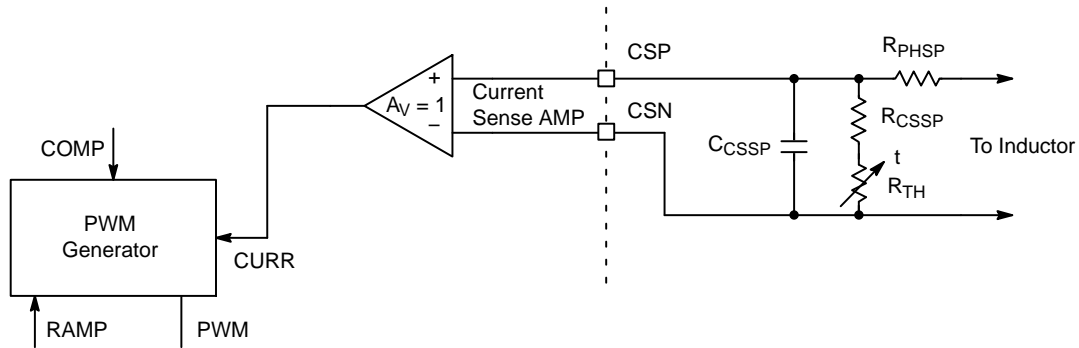 CSP
R_PHSP
+
A_V = 1
−
Current
Sense AMP
CSN
R_CSSP
COMP
C_CSSP
To Inductor
t
R_TH
PWM
Generator
CURR
RAMP
PWM